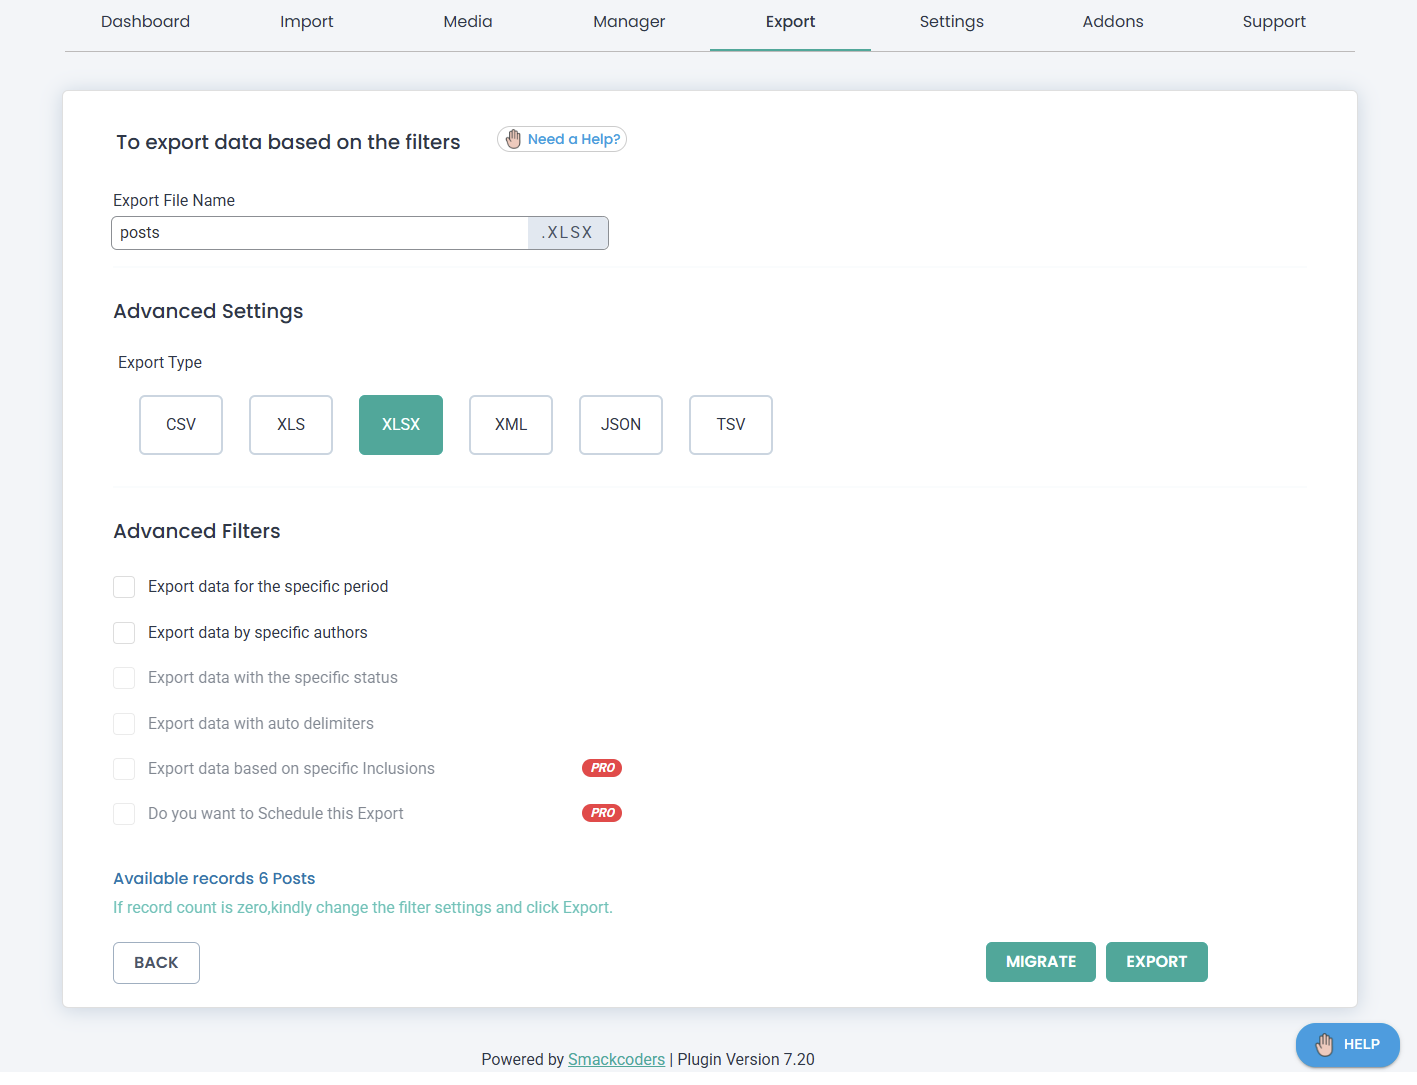 Dashboard Import Media Manager Export Settings Addons Support
To export data based on the filters Need a Help?
Export File Name
posts .XLSX
Advanced Settings
Export Type
CSV XLS XLSX XML JSON TSV
Advanced Filters
Export data for the specific period
Export data by specific authors
Export data with the specific status
Export data with auto delimiters
Export data based on specific Inclusions PRO
Do you want to Schedule this Export PRO
Available records 6 Posts
If record count is zero,kindly change the filter settings and click Export.
BACK MIGRATE EXPORT
HELP
Powered by Smackcoders | Plugin Version 7.20